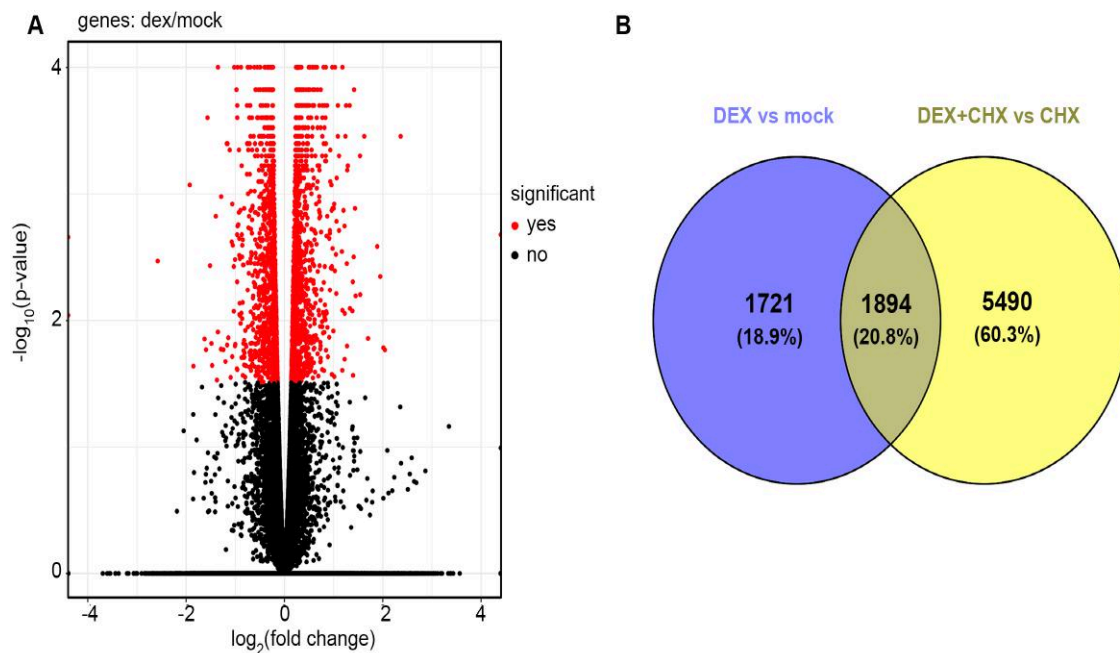 A
genes: dex/mock
4
2
0
-log10(p-value)
-4
-2
0
2
4
log2(fold change)
significant
yes
no
B
DEX vs mock
DEX+CHX vs CHX
1721
(18.9%)
1894
(20.8%)
5490
(60.3%)